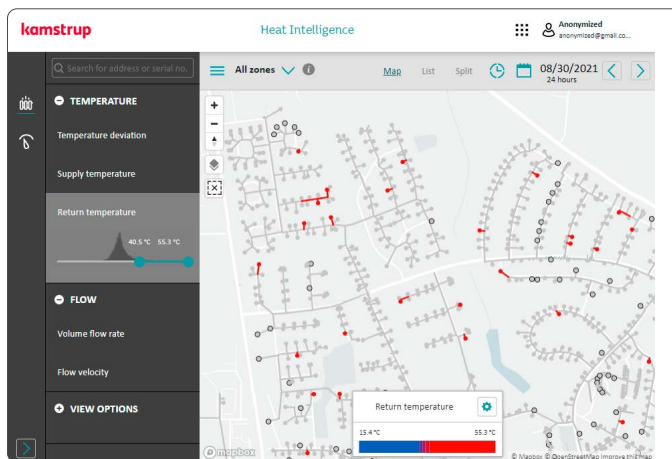 kamstrup
Heat Intelligence
Anonymized
anonymized@gmail.co...
Search for address or serial no.
All zones
Map
List
Split
08/30/2021
24 hours
TEMPERATURE
Temperature deviation
Supply temperature
Return temperature
40.5 °C 55.3 °C
FLOW
Volume flow rate
Flow velocity
VIEW OPTIONS
Return temperature
15.4 °C 55.3 °C
mapbox
© Mapbox © OpenStreetMap Improve this map